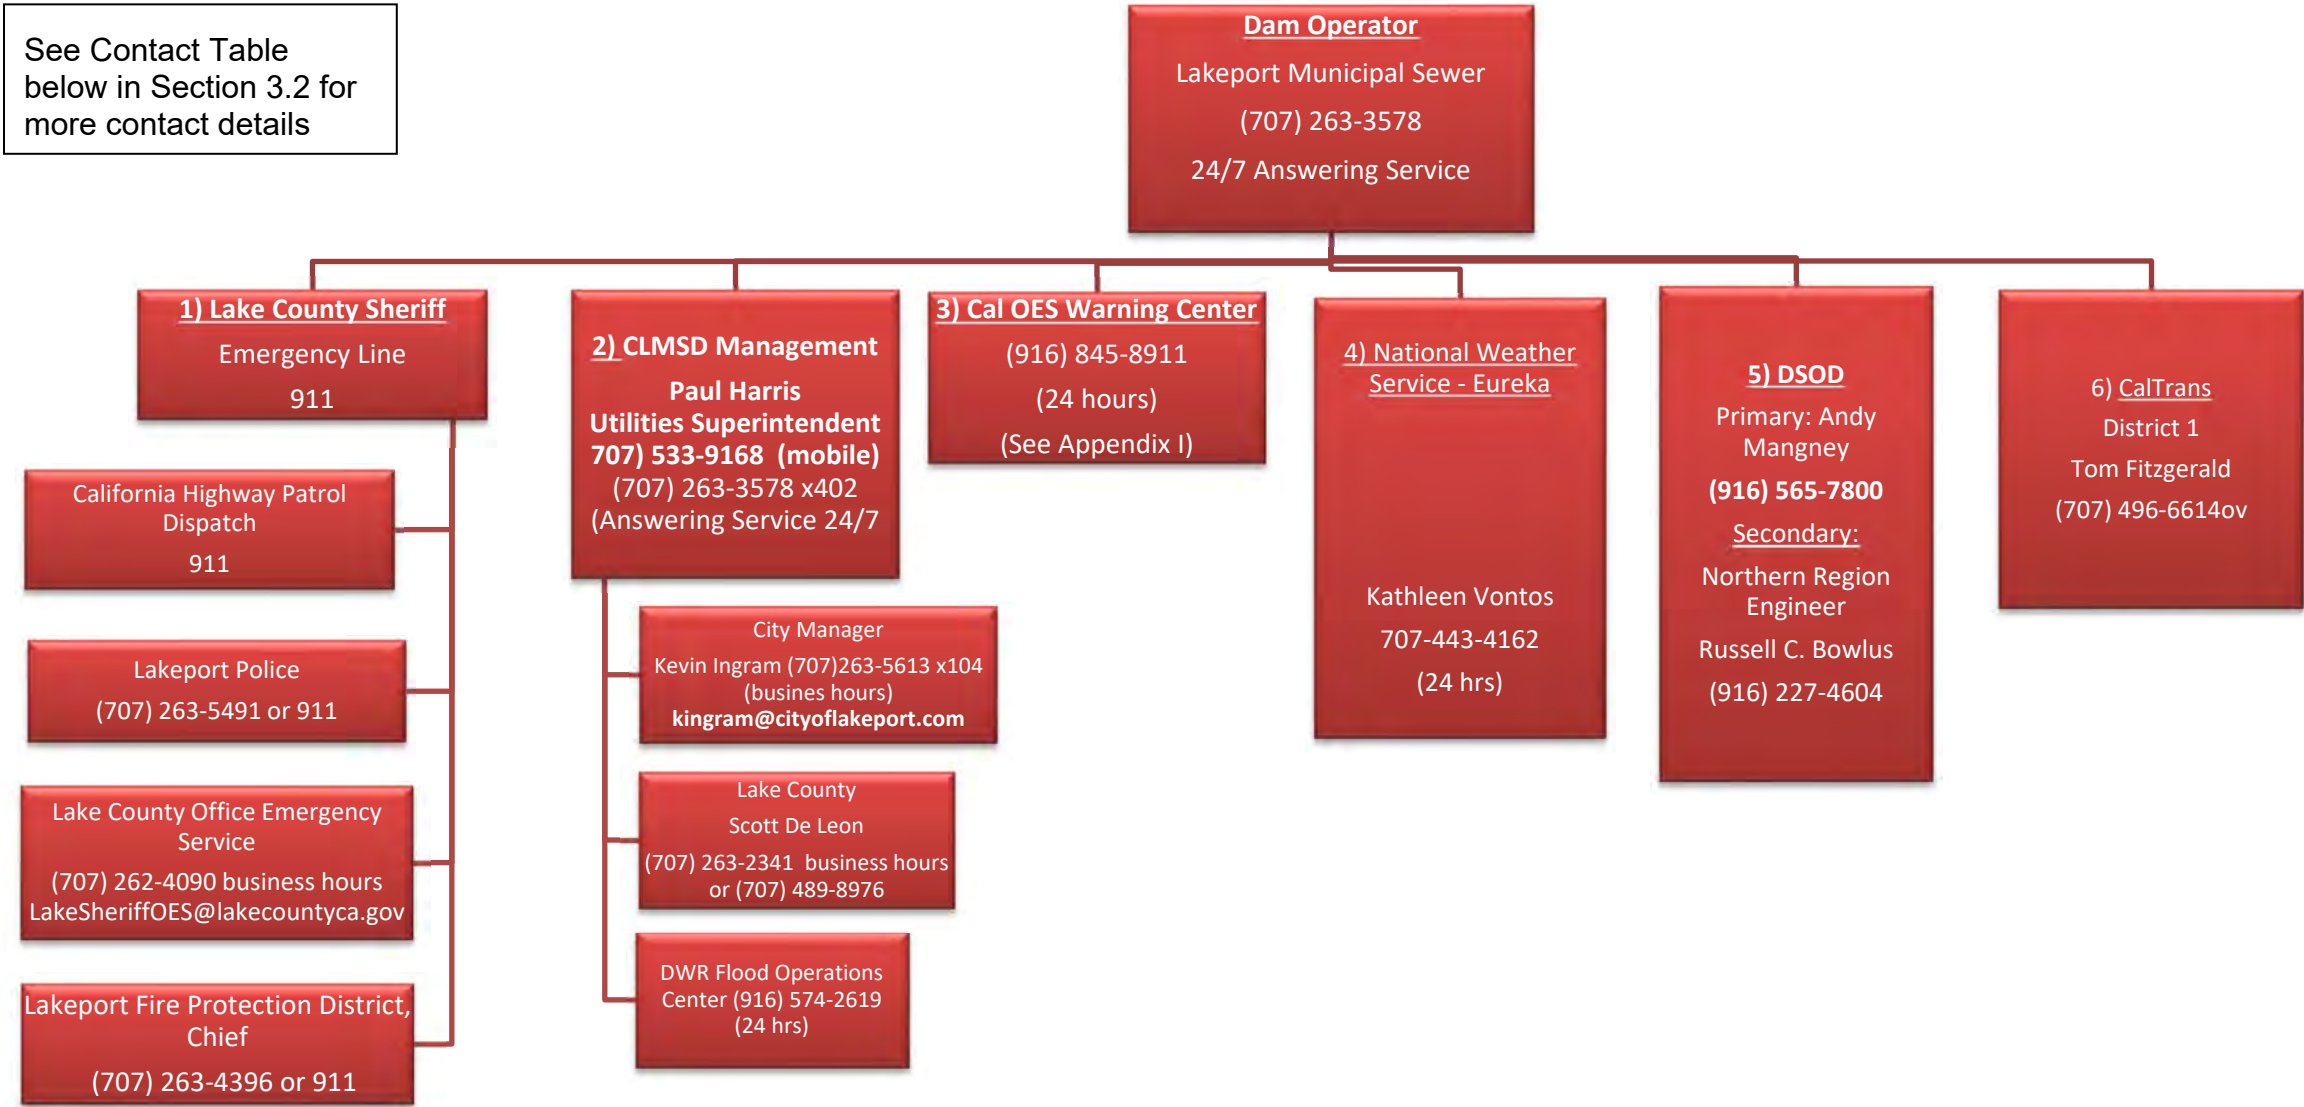 See Contact Table
below in Section 3.2 for
more contact details
Dam Operator
Lakeport Municipal Sewer
(707) 263-3578
24/7 Answering Service
1) Lake County Sheriff
Emergency Line
911
California Highway Patrol
Dispatch
911
Lakeport Police
(707) 263-5491 or 911
Lake County Office Emergency
Service
(707) 262-4090 business hours
LakeSheriffOES@lakecountyca.gov
Lakeport Fire Protection District,
Chief
(707) 263-4396 or 911
2) CLMSD Management
Paul Harris
Utilities Superintendent
707) 533-9168 (mobile)
(707) 263-3578 x402
(Answering Service 24/7
City Manager
Kevin Ingram (707)263-5613 x104
(busines hours)
kingram@cityoflakeport.com
Lake County
Scott De Leon
(707) 263-2341 business hours
or (707) 489-8976
DWR Flood Operations
Center (916) 574-2619
(24 hrs)
3) Cal OES Warning Center
(916) 845-8911
(24 hours)
(See Appendix I)
4) National Weather
Service - Eureka
Kathleen Vontos
707-443-4162
(24 hrs)
5) DSOD
Primary: Andy
Mangney
(916) 565-7800
Secondary:
Northern Region
Engineer
Russell C. Bowlus
(916) 227-4604
6) CalTrans
District 1
Tom Fitzgerald
(707) 496-6614ov